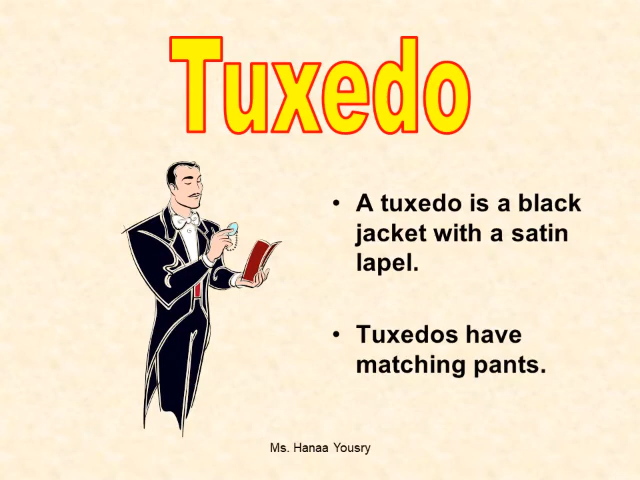 Tuxedo
• A tuxedo is a black
jacket with a satin
lapel.
• Tuxedos have
matching pants.
Ms. Hanaa Yousry